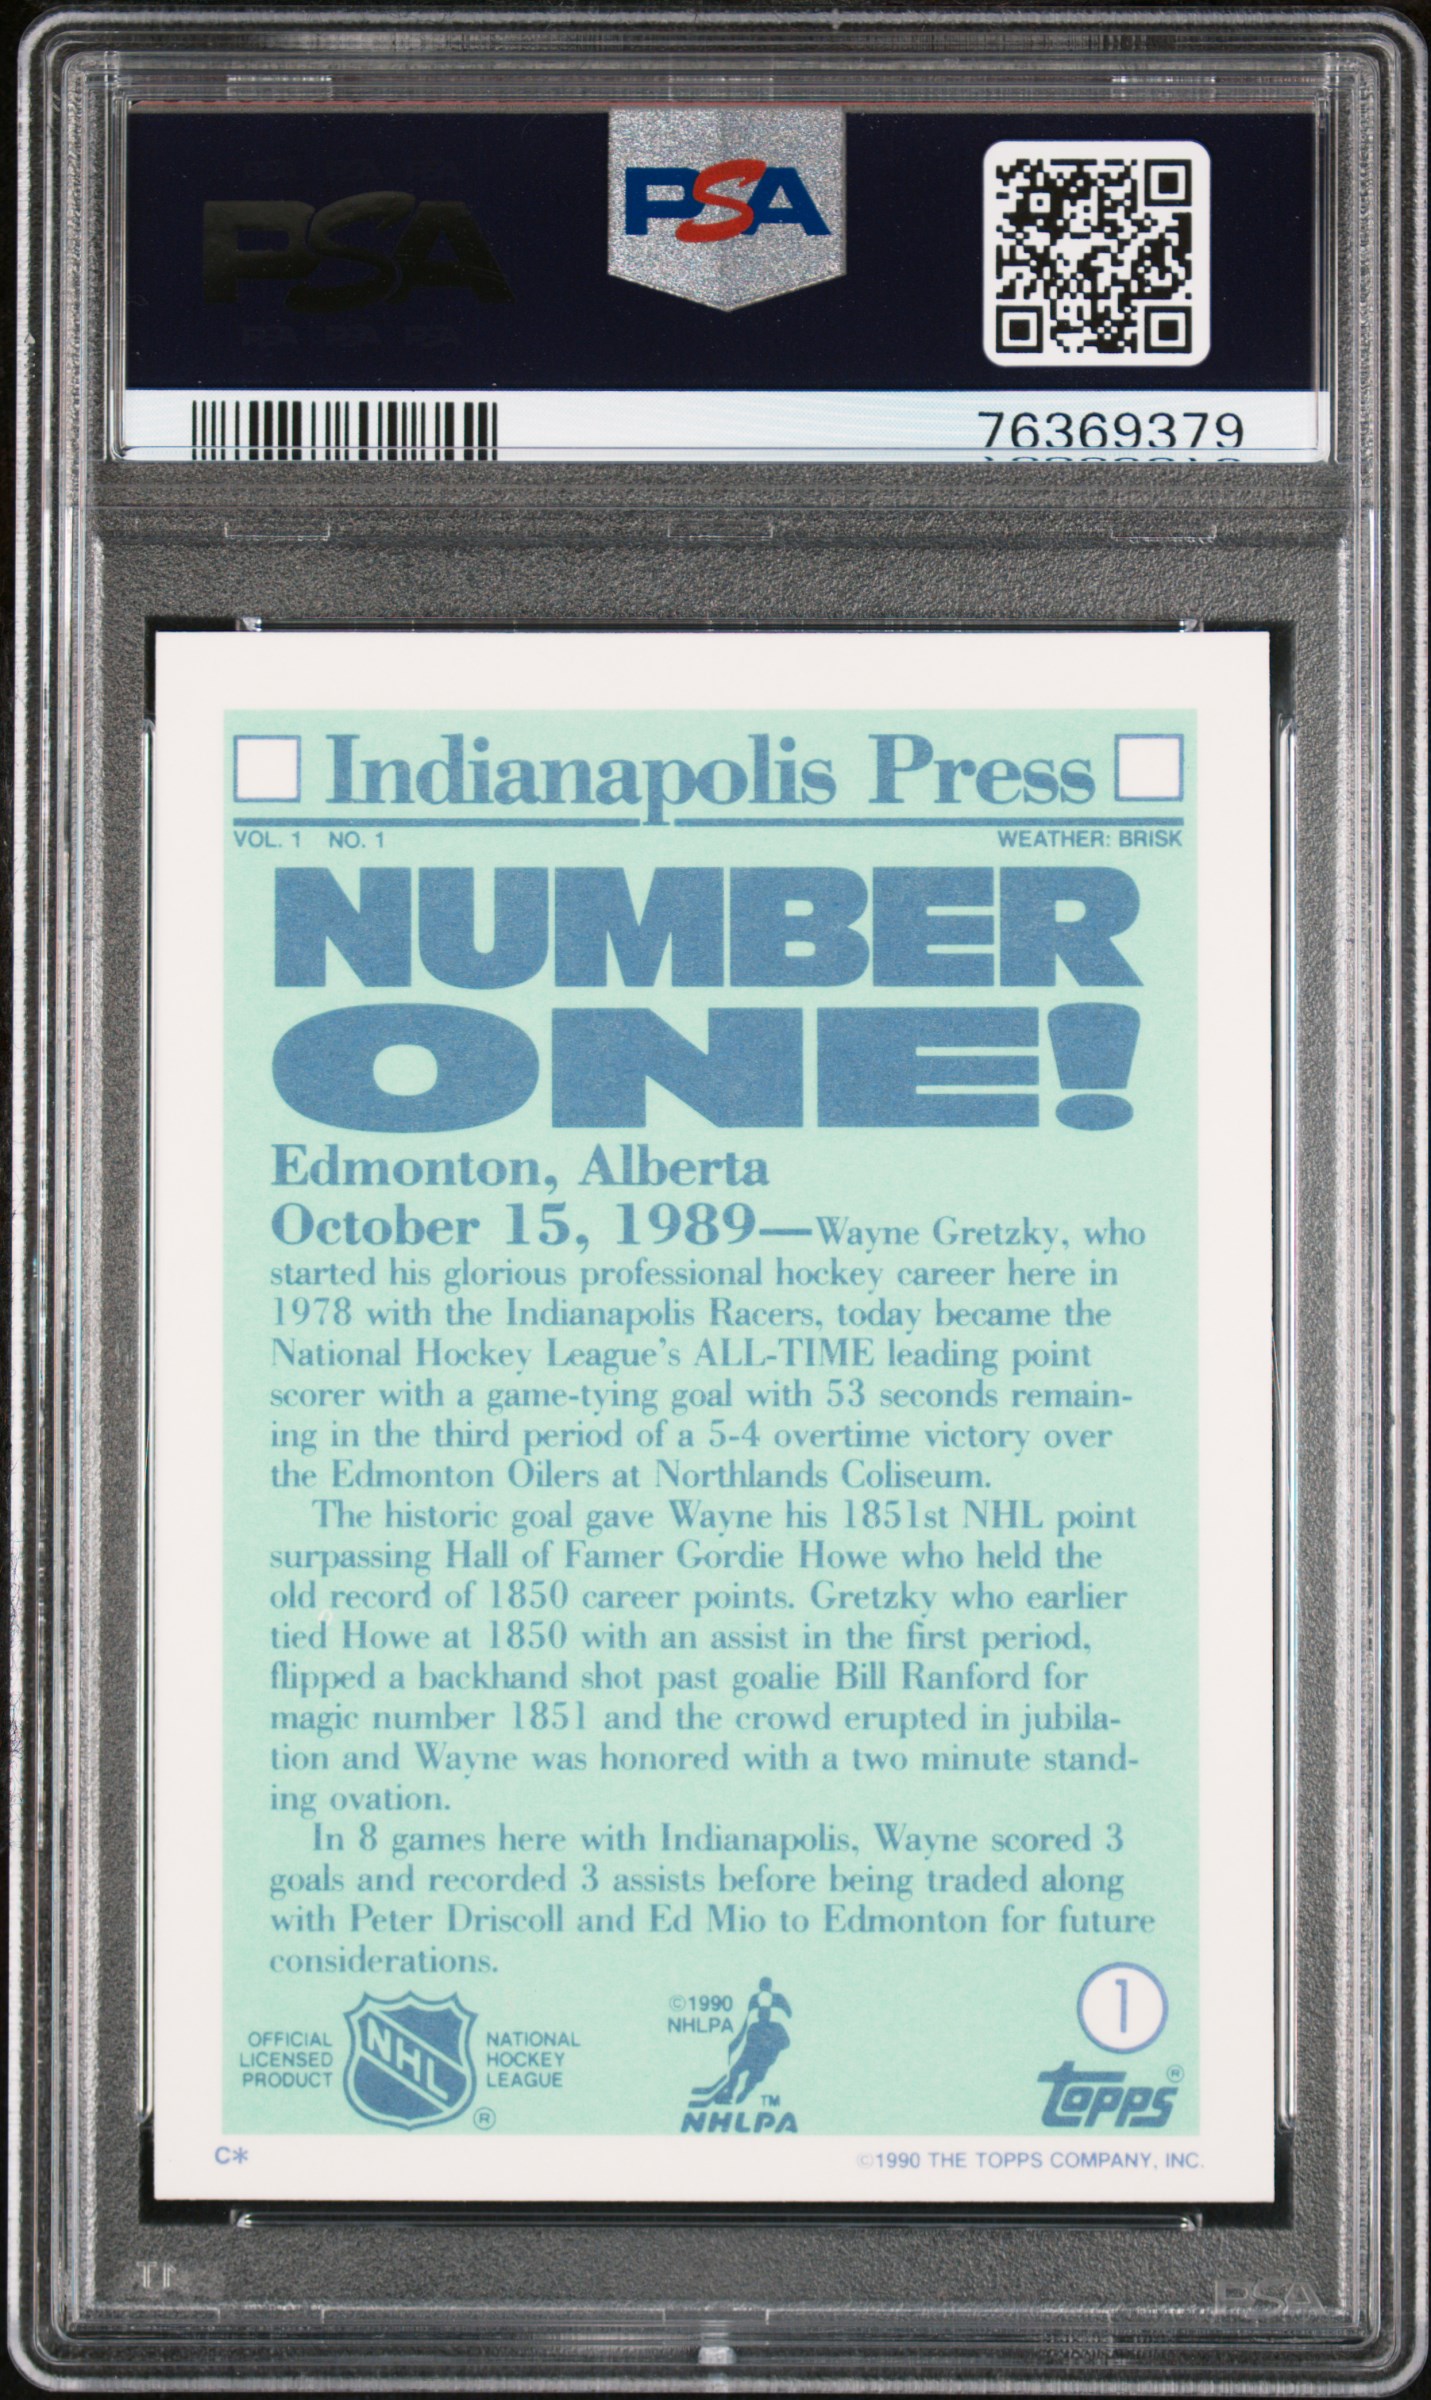 PSA
PSA
76369379
Indianapolis Press
VOL. 1 NO. 1 WEATHER: BRISK
NUMBER
ONE!
Edmonton, Alberta
October 15, 1989—Wayne Gretzky, who
started his glorious professional hockey career here in
1978 with the Indianapolis Racers, today became the
National Hockey League's ALL-TIME leading point
scorer with a game-tying goal with 53 seconds remain-
ing in the third period of a 5-4 overtime victory over
the Edmonton Oilers at Northlands Coliseum.
The historic goal gave Wayne his 1851st NHL point
surpassing Hall of Famer Gordie Howe who held the
old record of 1850 career points. Gretzky who earlier
tied Howe at 1850 with an assist in the first period,
flipped a backhand shot past goalie Bill Ranford for
magic number 1851 and the crowd erupted in jubila-
tion and Wayne was honored with a two minute stand-
ing ovation.
In 8 games here with Indianapolis, Wayne scored 3
goals and recorded 3 assists before being traded along
with Peter Driscoll and Ed Mio to Edmonton for future
considerations.
OFFICIAL
LICENSED
PRODUCT
NHL
®
NATIONAL
HOCKEY
LEAGUE
©1990
NHLPA
TM
NHLPA
1
topps®
C*
©1990 THE TOPPS COMPANY, INC.
PSA